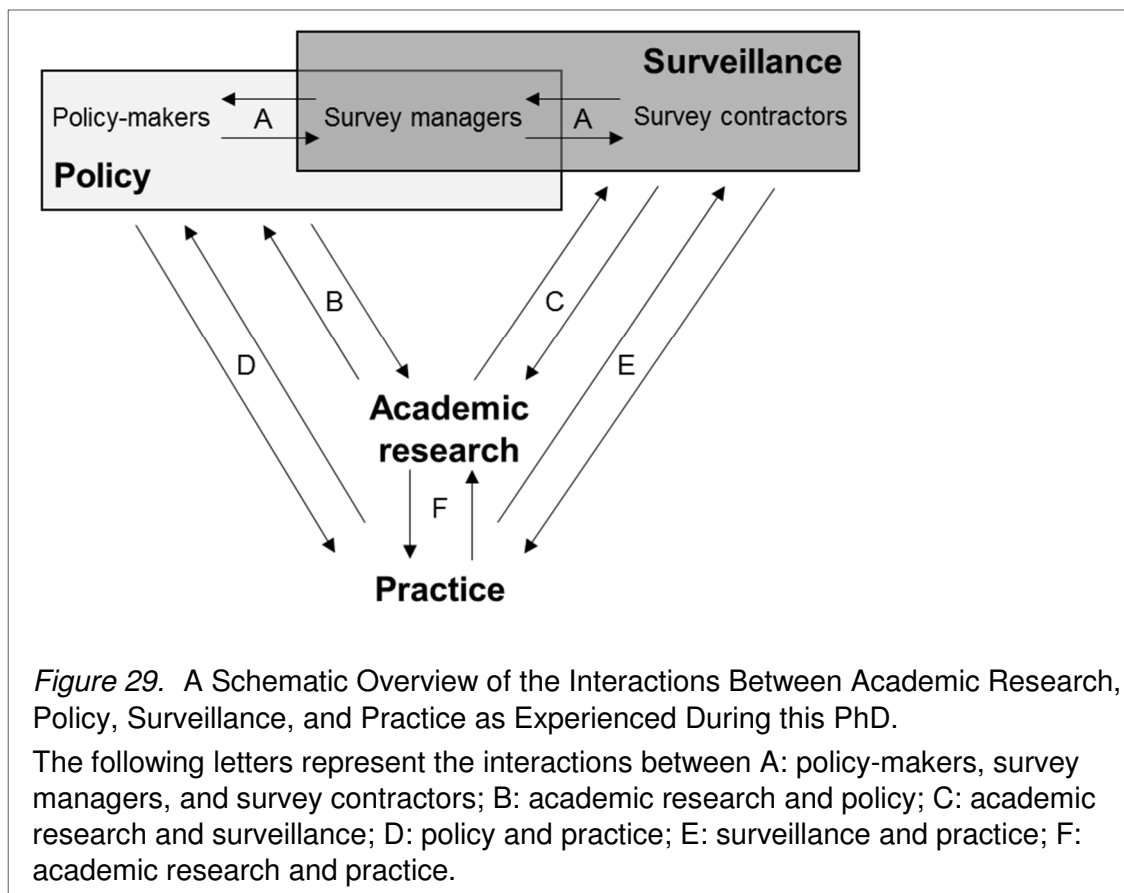 Surveillance
Policy-makers A Survey managers A Survey contractors
Policy
B C
D E
Academic
research
F
Practice
Figure 29. A Schematic Overview of the Interactions Between Academic Research,
Policy, Surveillance, and Practice as Experienced During this PhD.
The following letters represent the interactions between A: policy-makers, survey
managers, and survey contractors; B: academic research and policy; C: academic
research and surveillance; D: policy and practice; E: surveillance and practice; F:
academic research and practice.